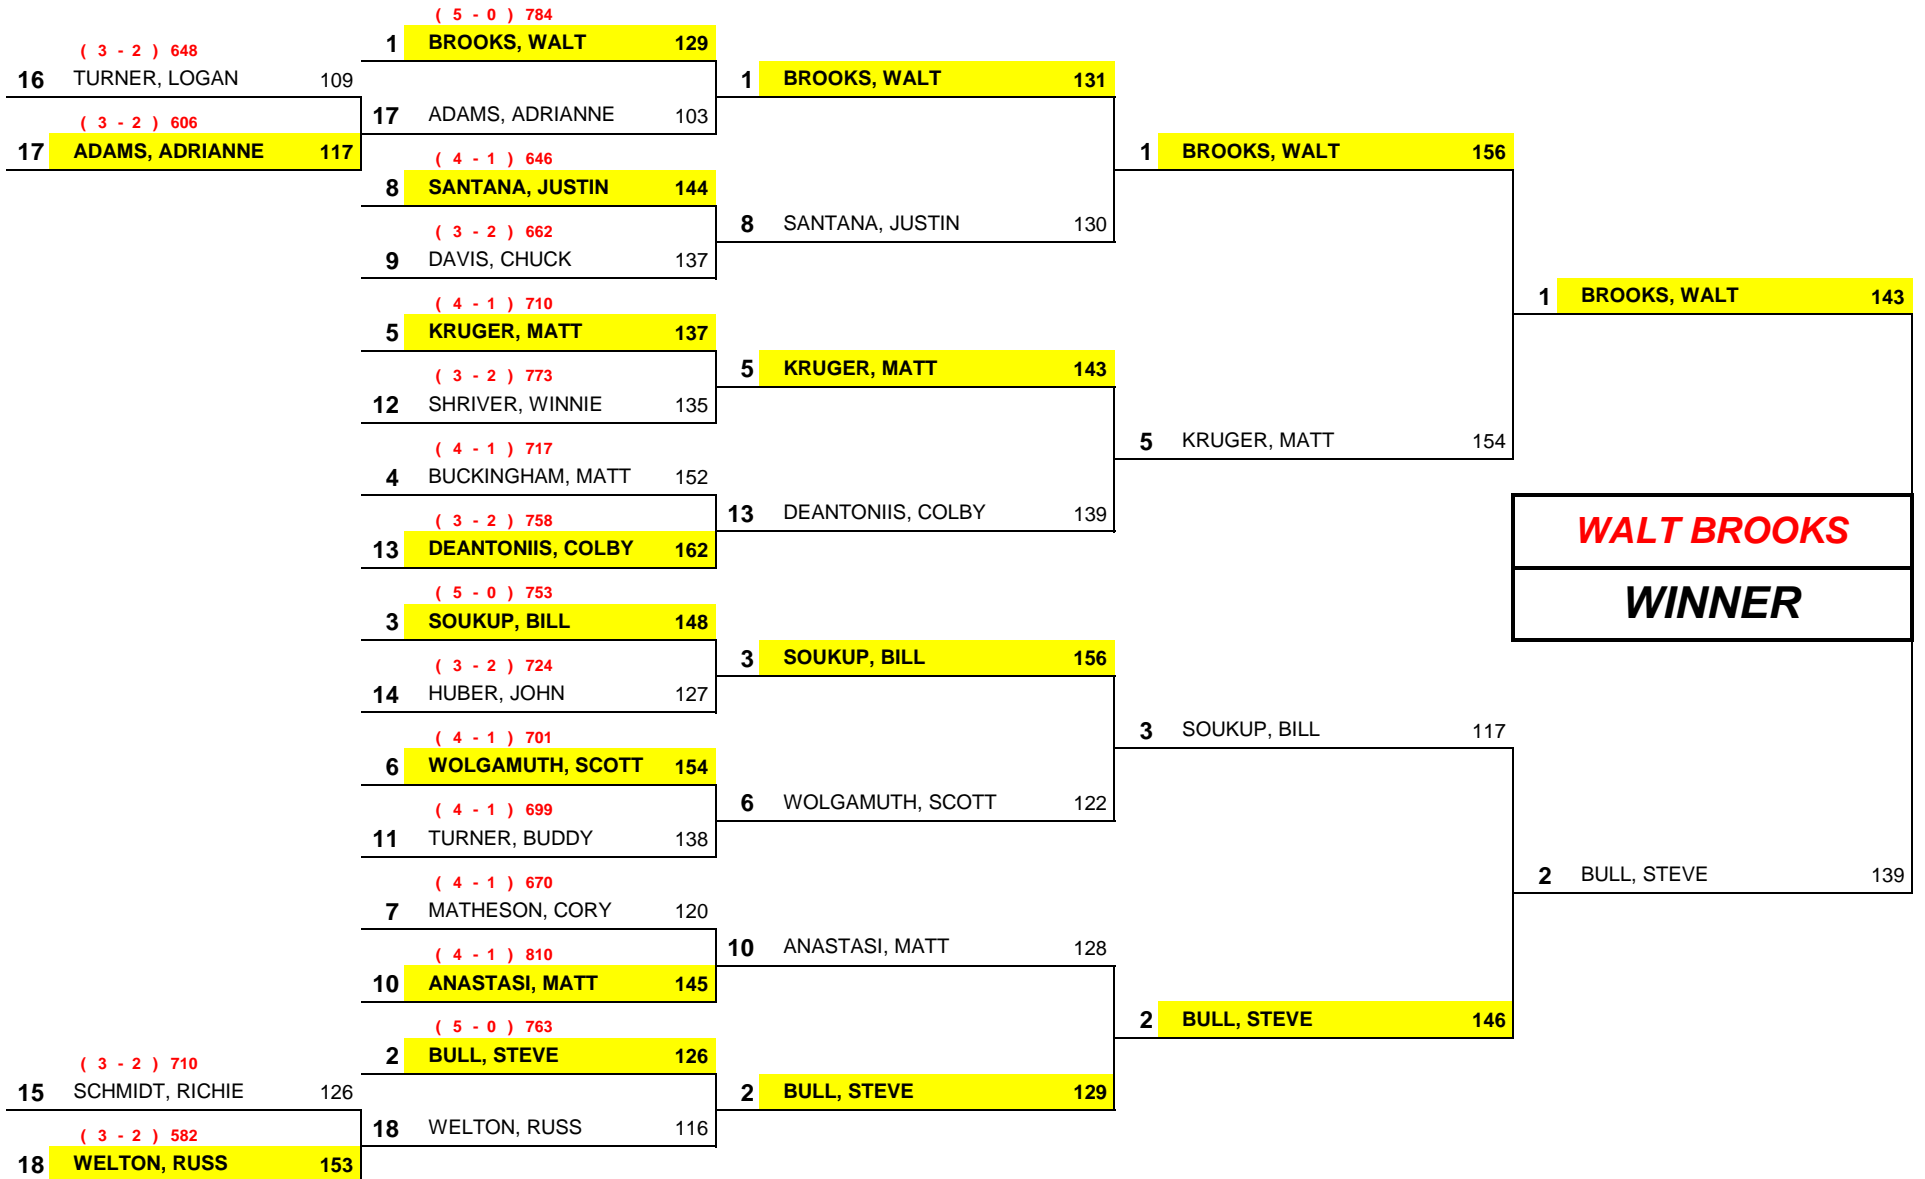 ( 3 - 2 ) 648
16 TURNER, LOGAN 109
( 3 - 2 ) 606
17 ADAMS, ADRIANNE 117
( 3 - 2 ) 710
15 SCHMIDT, RICHIE 126
( 3 - 2 ) 582
18 WELTON, RUSS 153
( 5 - 0 ) 784
1 BROOKS, WALT 129
17 ADAMS, ADRIANNE 103
( 4 - 1 ) 646
8 SANTANA, JUSTIN 144
( 3 - 2 ) 662
9 DAVIS, CHUCK 137
( 4 - 1 ) 710
5 KRUGER, MATT 137
( 3 - 2 ) 773
12 SHRIVER, WINNIE 135
( 4 - 1 ) 717
4 BUCKINGHAM, MATT 152
( 3 - 2 ) 758
13 DEANTONIIS, COLBY 162
( 5 - 0 ) 753
3 SOUKUP, BILL 148
( 3 - 2 ) 724
14 HUBER, JOHN 127
( 4 - 1 ) 701
6 WOLGAMUTH, SCOTT 154
( 4 - 1 ) 699
11 TURNER, BUDDY 138
( 4 - 1 ) 670
7 MATHESON, CORY 120
( 4 - 1 ) 810
10 ANASTASI, MATT 145
( 5 - 0 ) 763
2 BULL, STEVE 126
18 WELTON, RUSS 116
1 BROOKS, WALT 131
8 SANTANA, JUSTIN 130
5 KRUGER, MATT 143
13 DEANTONIIS, COLBY 139
3 SOUKUP, BILL 156
6 WOLGAMUTH, SCOTT 122
10 ANASTASI, MATT 128
2 BULL, STEVE 129
1 BROOKS, WALT 156
5 KRUGER, MATT 154
3 SOUKUP, BILL 117
2 BULL, STEVE 146
1 BROOKS, WALT 143
2 BULL, STEVE 139
WALT BROOKS
WINNER